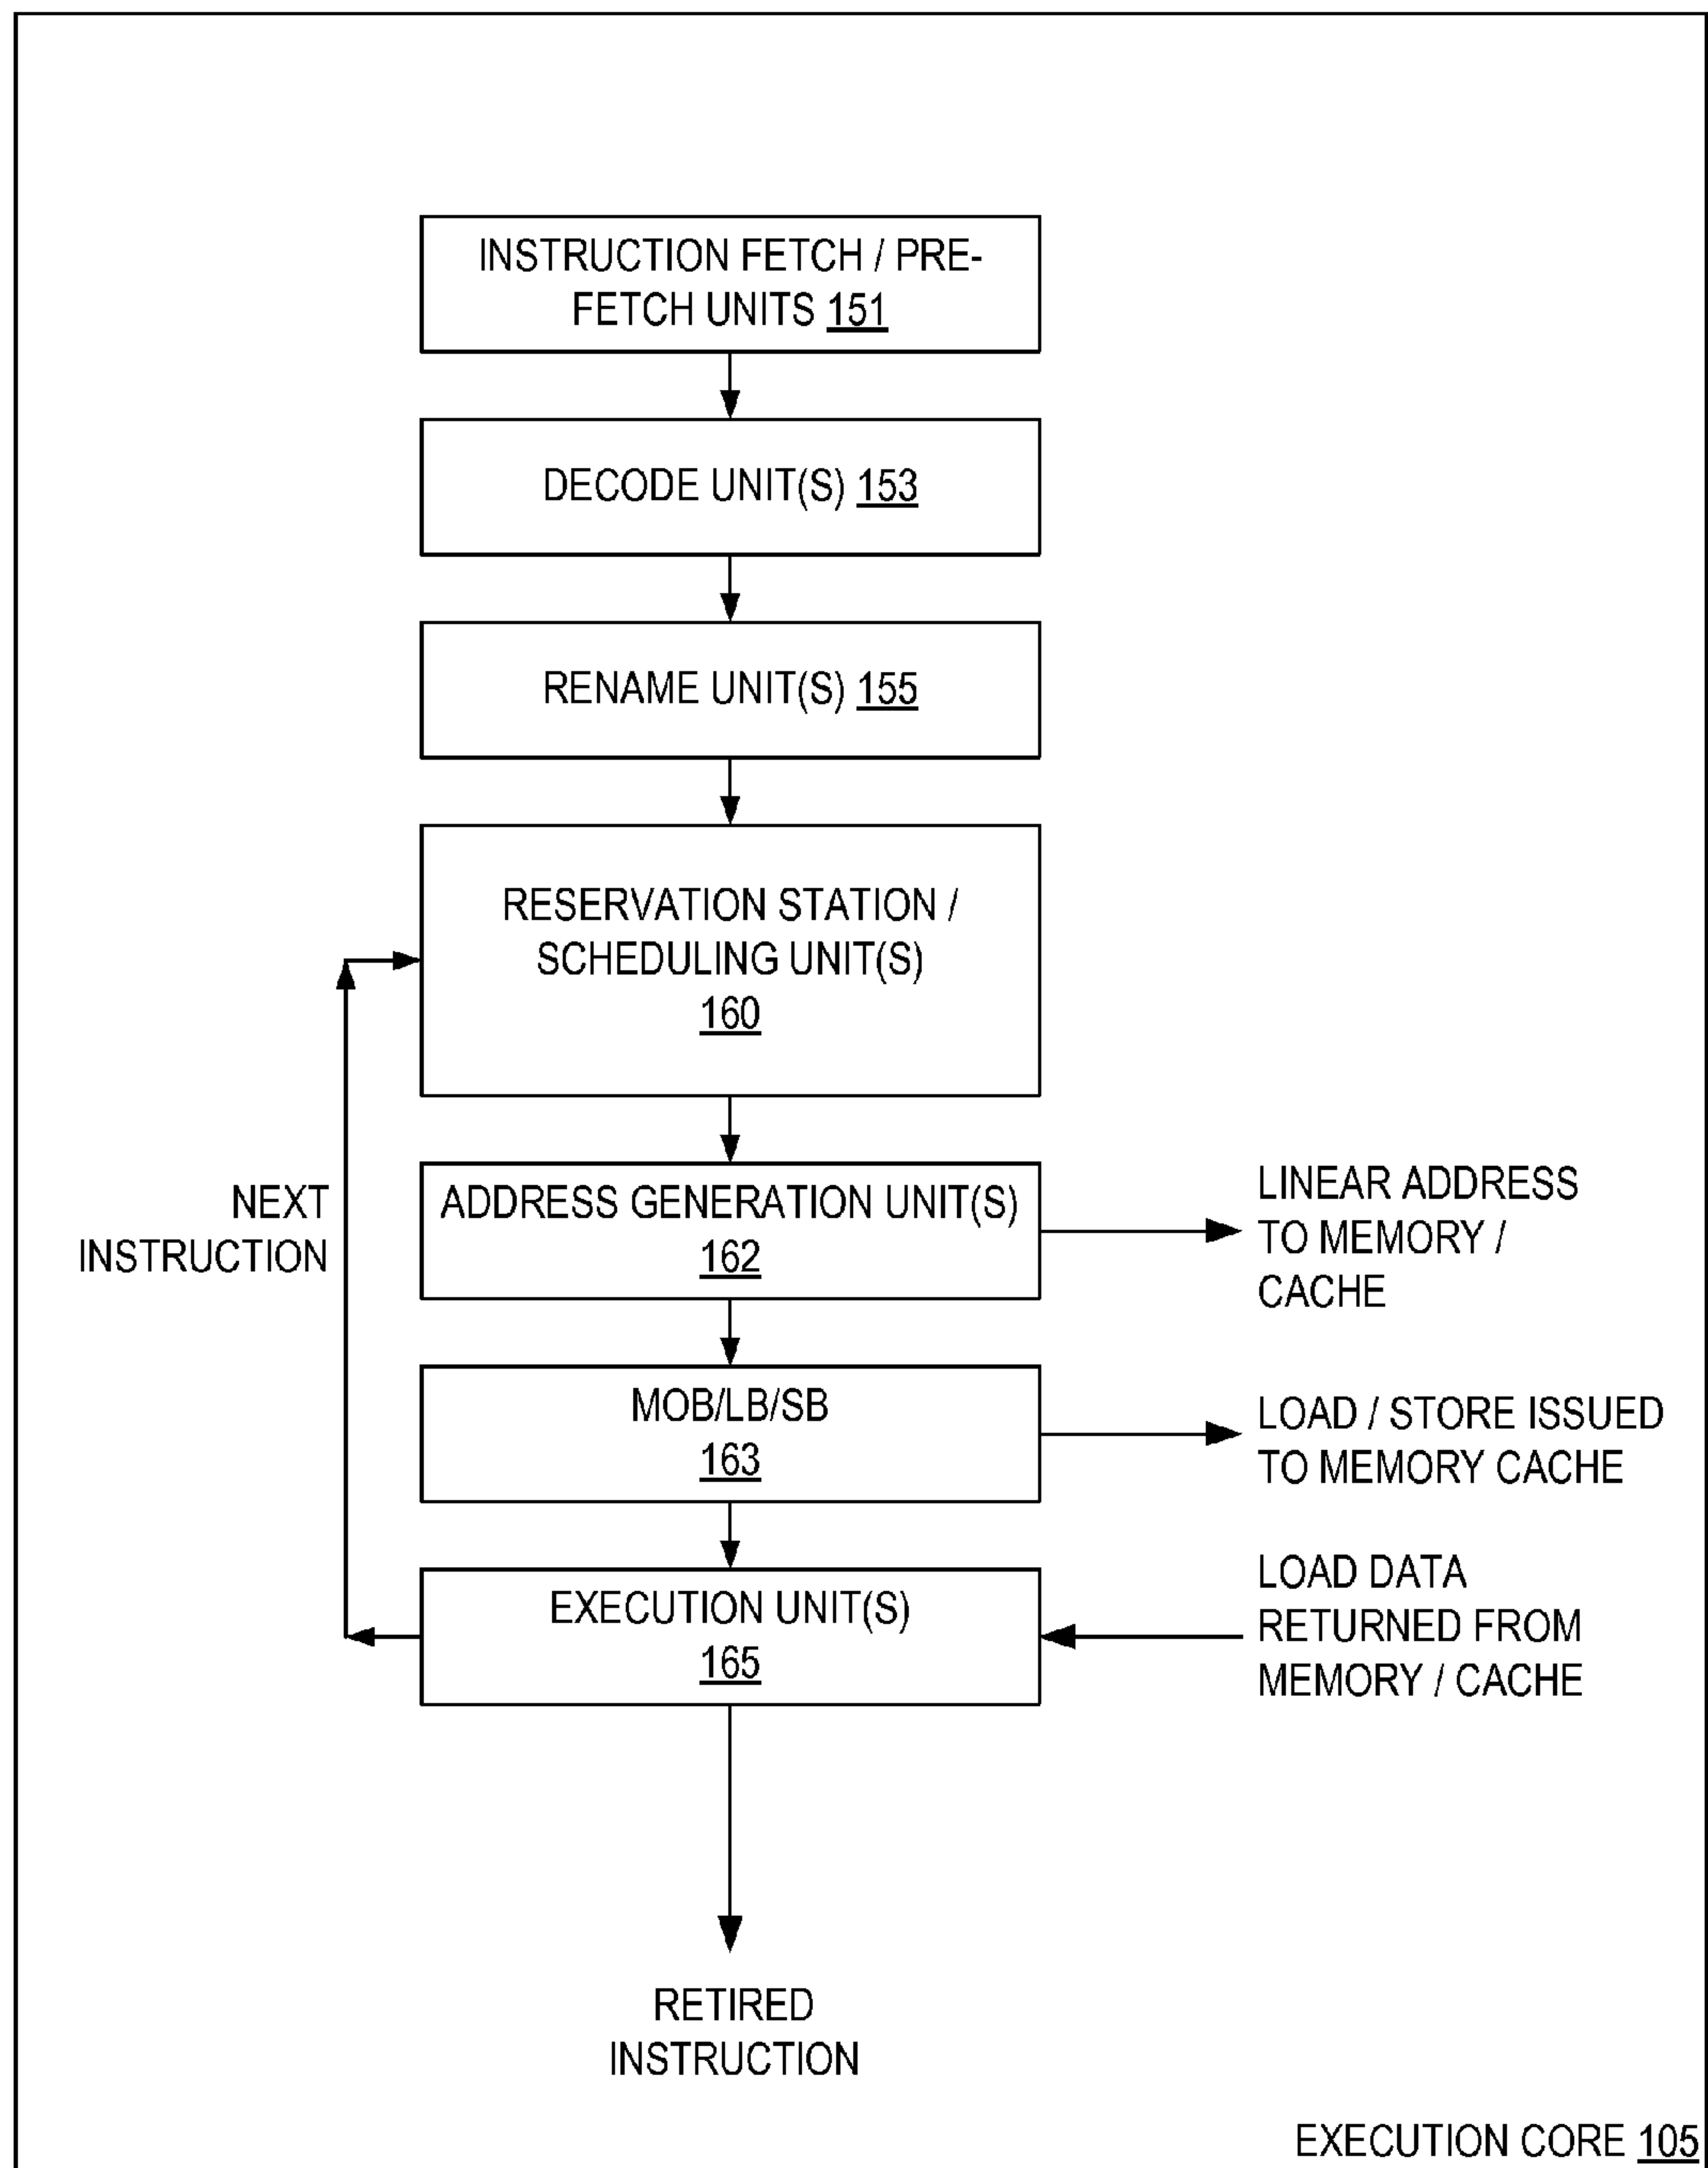 INSTRUCTION FETCH / PRE-
FETCH UNITS 151
DECODE UNIT(S) 153
RENAME UNIT(S) 155
RESERVATION STATION /
SCHEDULING UNIT(S)
160
NEXT
INSTRUCTION
ADDRESS GENERATION UNIT(S)
162
LINEAR ADDRESS
TO MEMORY /
CACHE
MOB/LB/SB
163
LOAD / STORE ISSUED
TO MEMORY CACHE
EXECUTION UNIT(S)
165
LOAD DATA
RETURNED FROM
MEMORY / CACHE
RETIRED
INSTRUCTION
EXECUTION CORE 105